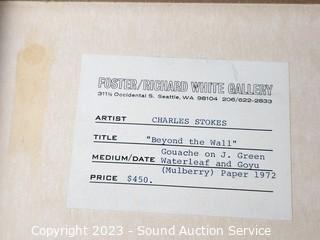 FOSTER/RICHARD WHITE GALLERY
311½ Occidental S. Seattle, WA 98104 206/622-2833
ARTIST CHARLES STOKES
TITLE "Beyond the Wall"
MEDIUM/DATE Gouache on J. Green
Waterleaf and Goyu
(Mulberry) Paper 1972
PRICE $450.
Copyright 2023 - Sound Auction Service